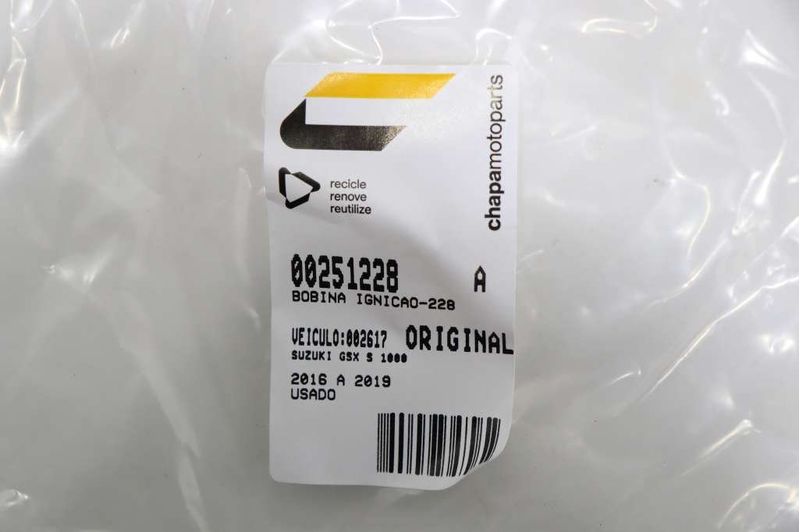 chapamotoparts
recicle
renove
reutilize
00251228 A
BOBINA IGNICAO-228
VEICULO:002617 ORIGINAL
SUZUKI GSX S 1000
2016 A 2019
USADO